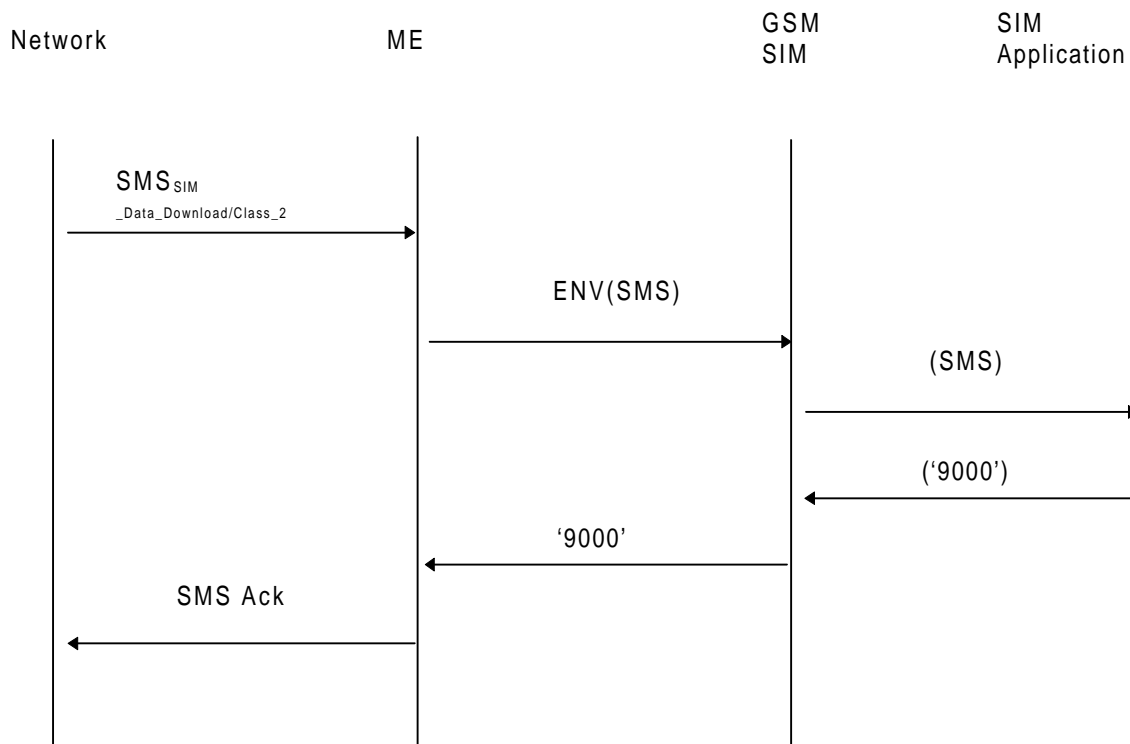 Network
ME
GSM
SIM
SIM
Application
SMSSIM
_Data_Download/Class_2
ENV(SMS)
(SMS)
(‘9000’)
‘9000’
SMS Ack